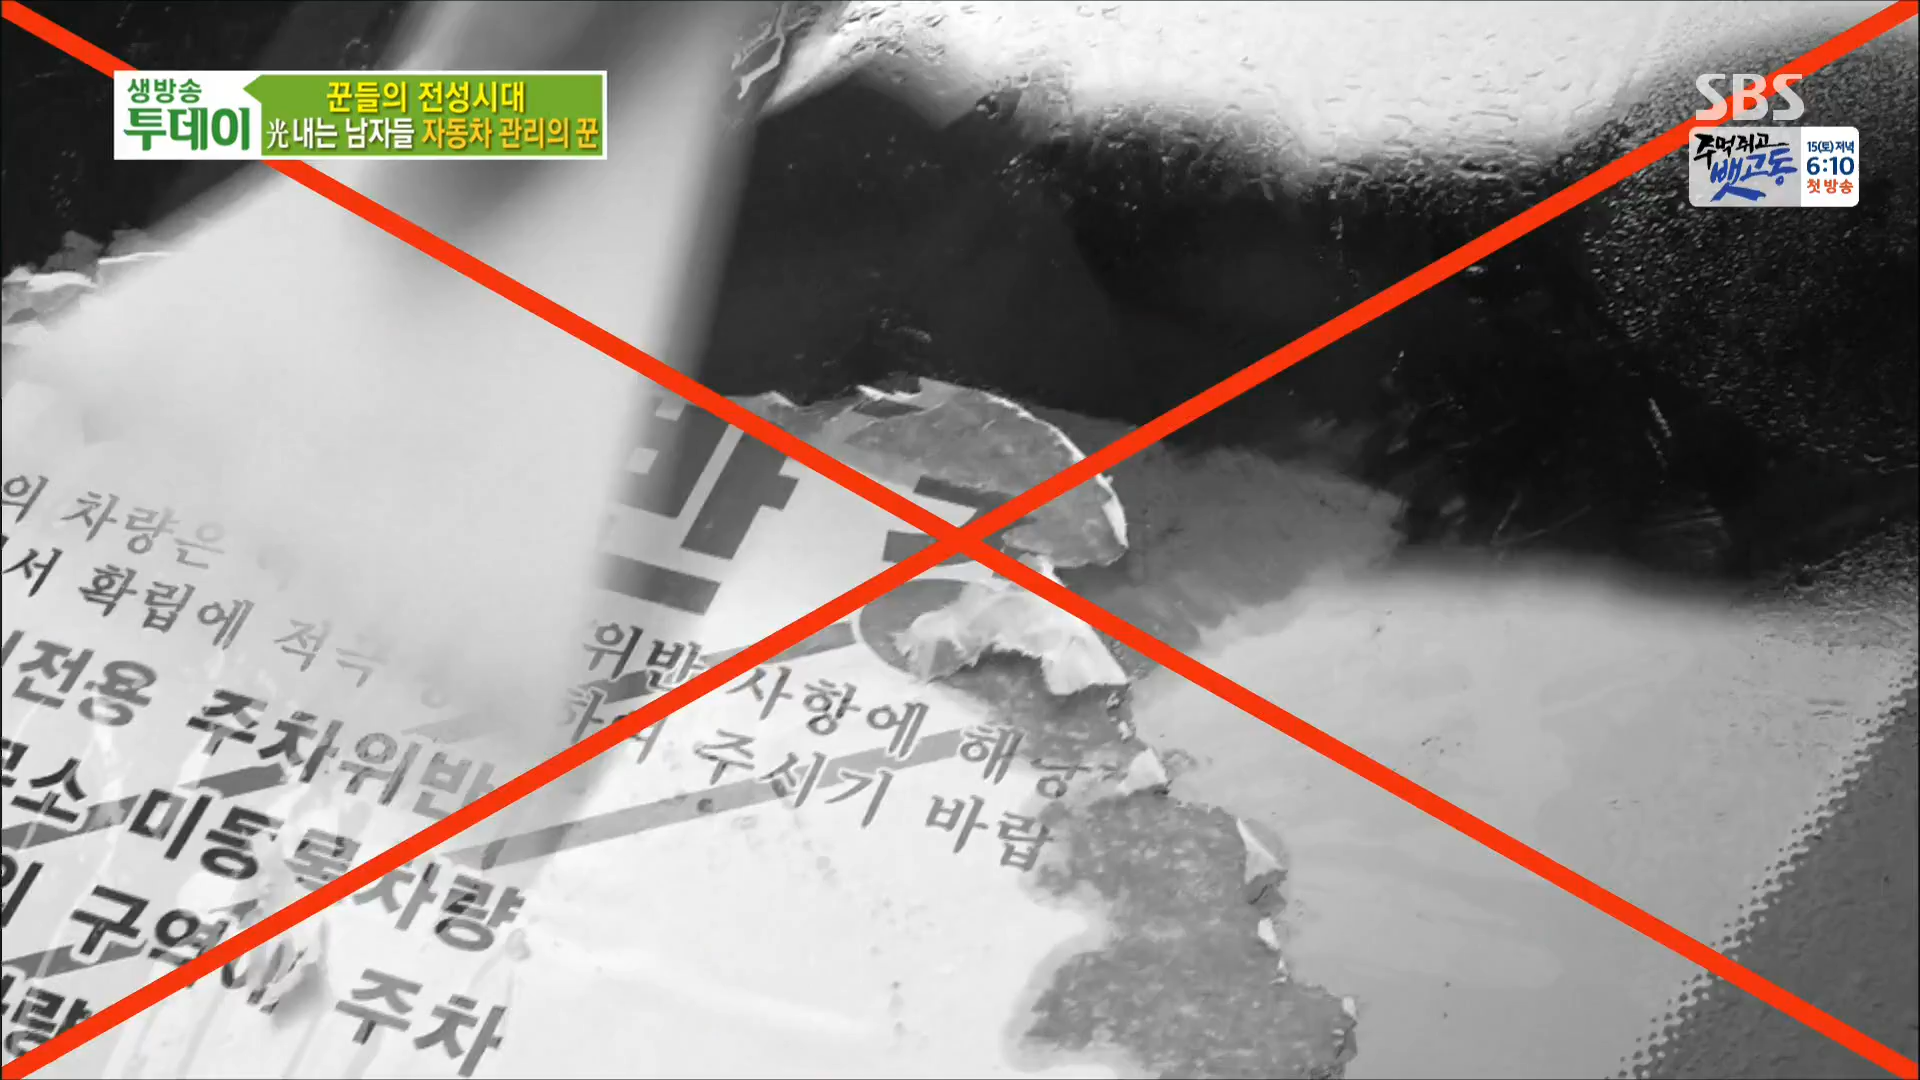 생방송
투데이
꾼들의 전성시대
光내는 남자들 자동차 관리의 꾼
SBS
주먹쥐고
뱃고동
15(토) 저녁
6:10
첫 방송
의 차량은
확립에 적극
위반 사항에 해당
주시기 바랍
전용 주차위반
미등록차량
구역에 주차